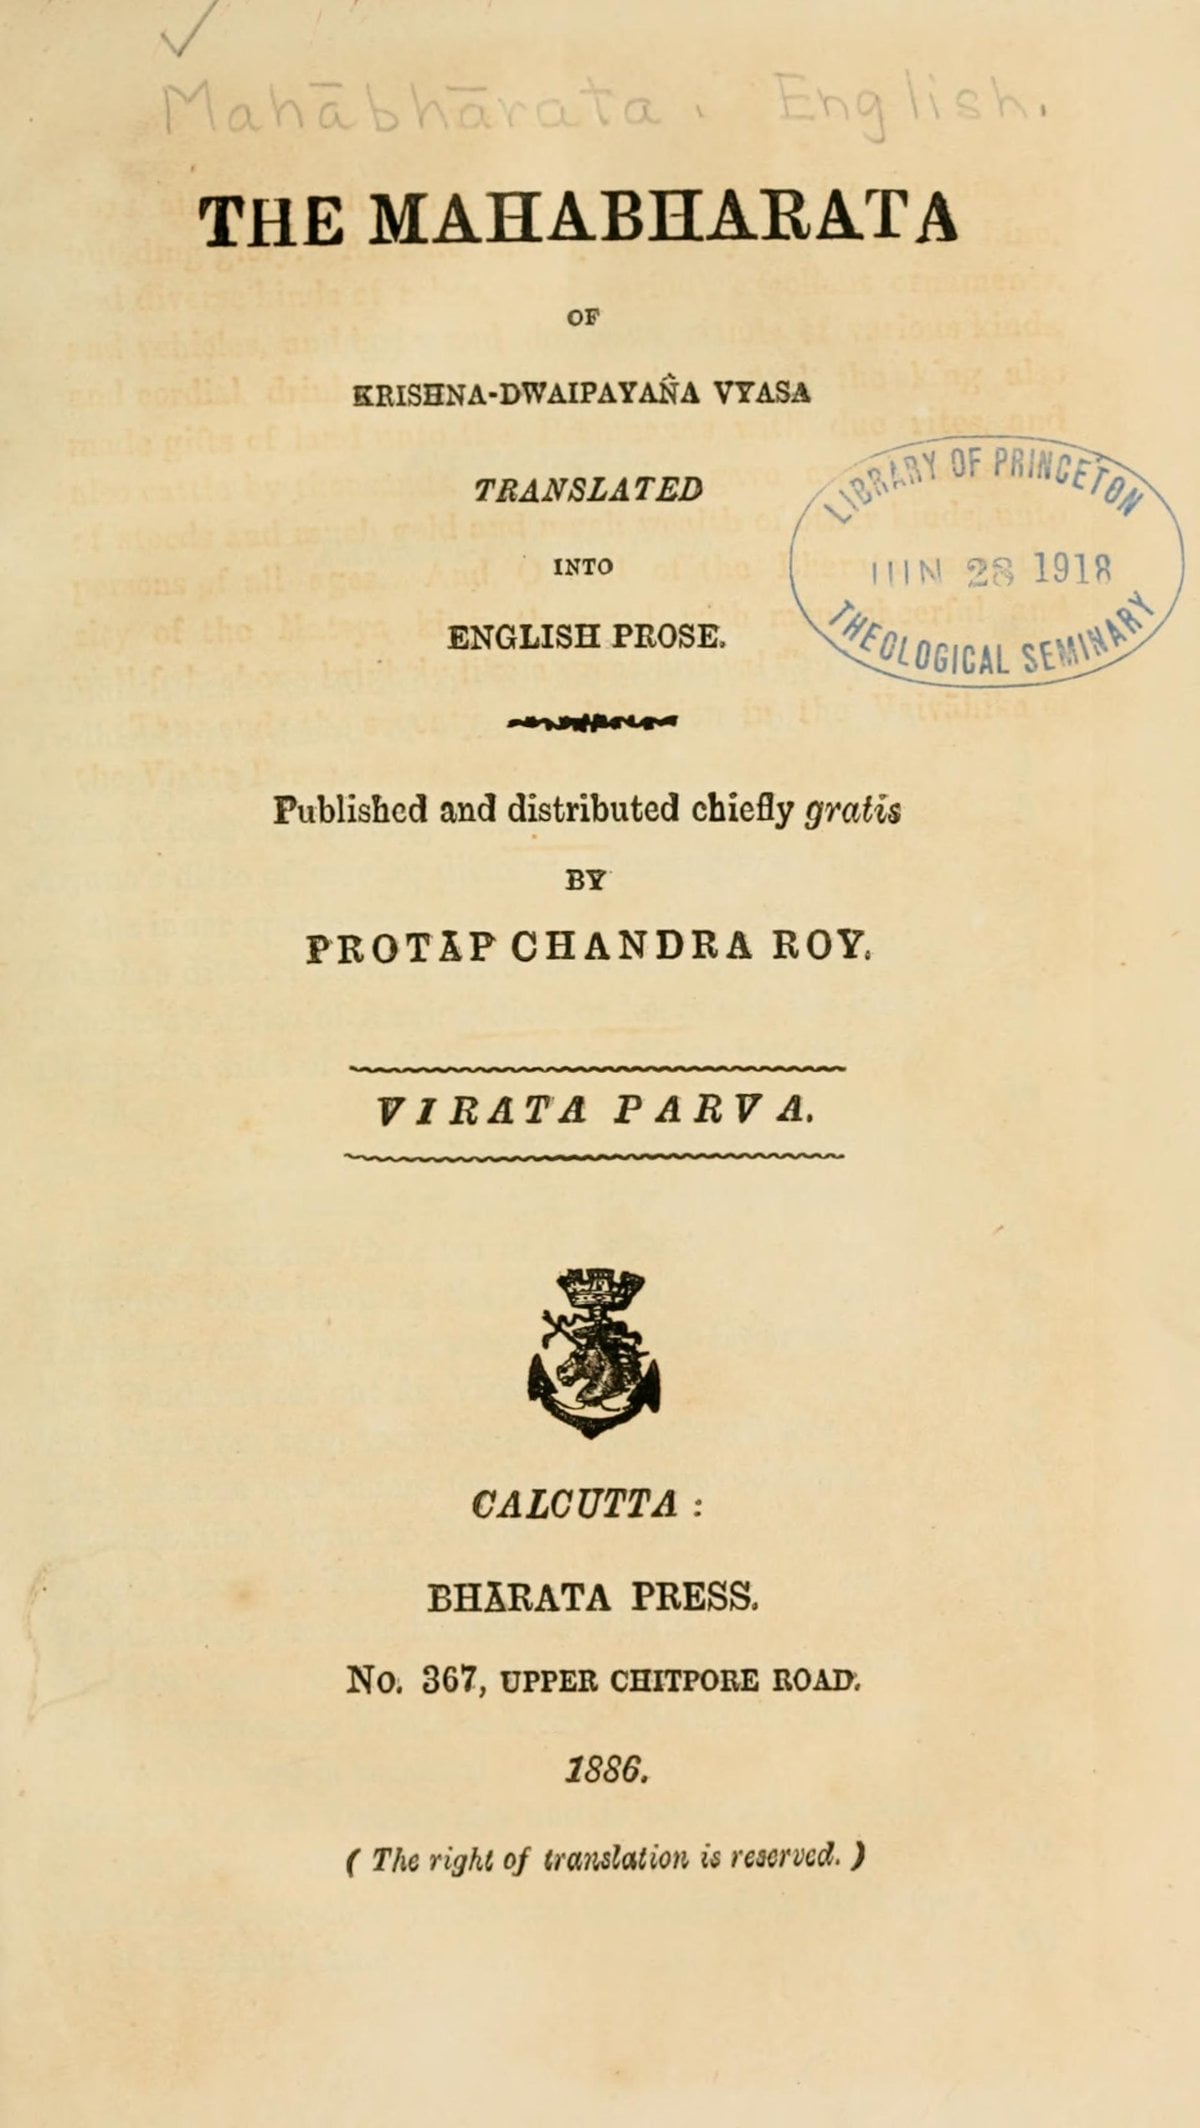 Mahābhārata. English.
THE MAHABHARATA
OF
KRISHNA-DWAIPAYAÑA VYASA
TRANSLATED
INTO
ENGLISH PROSE.
LIBRARY OF PRINCETON
JUN 28 1918
THEOLOGICAL SEMINARY
Published and distributed chiefly gratis
BY
PROTĀP CHANDRA ROY.
VIRATA PARVA.
CALCUTTA :
BHĀRATA PRESS.
No. 367, UPPER CHITPORE ROAD.
1886.
( The right of translation is reserved. )